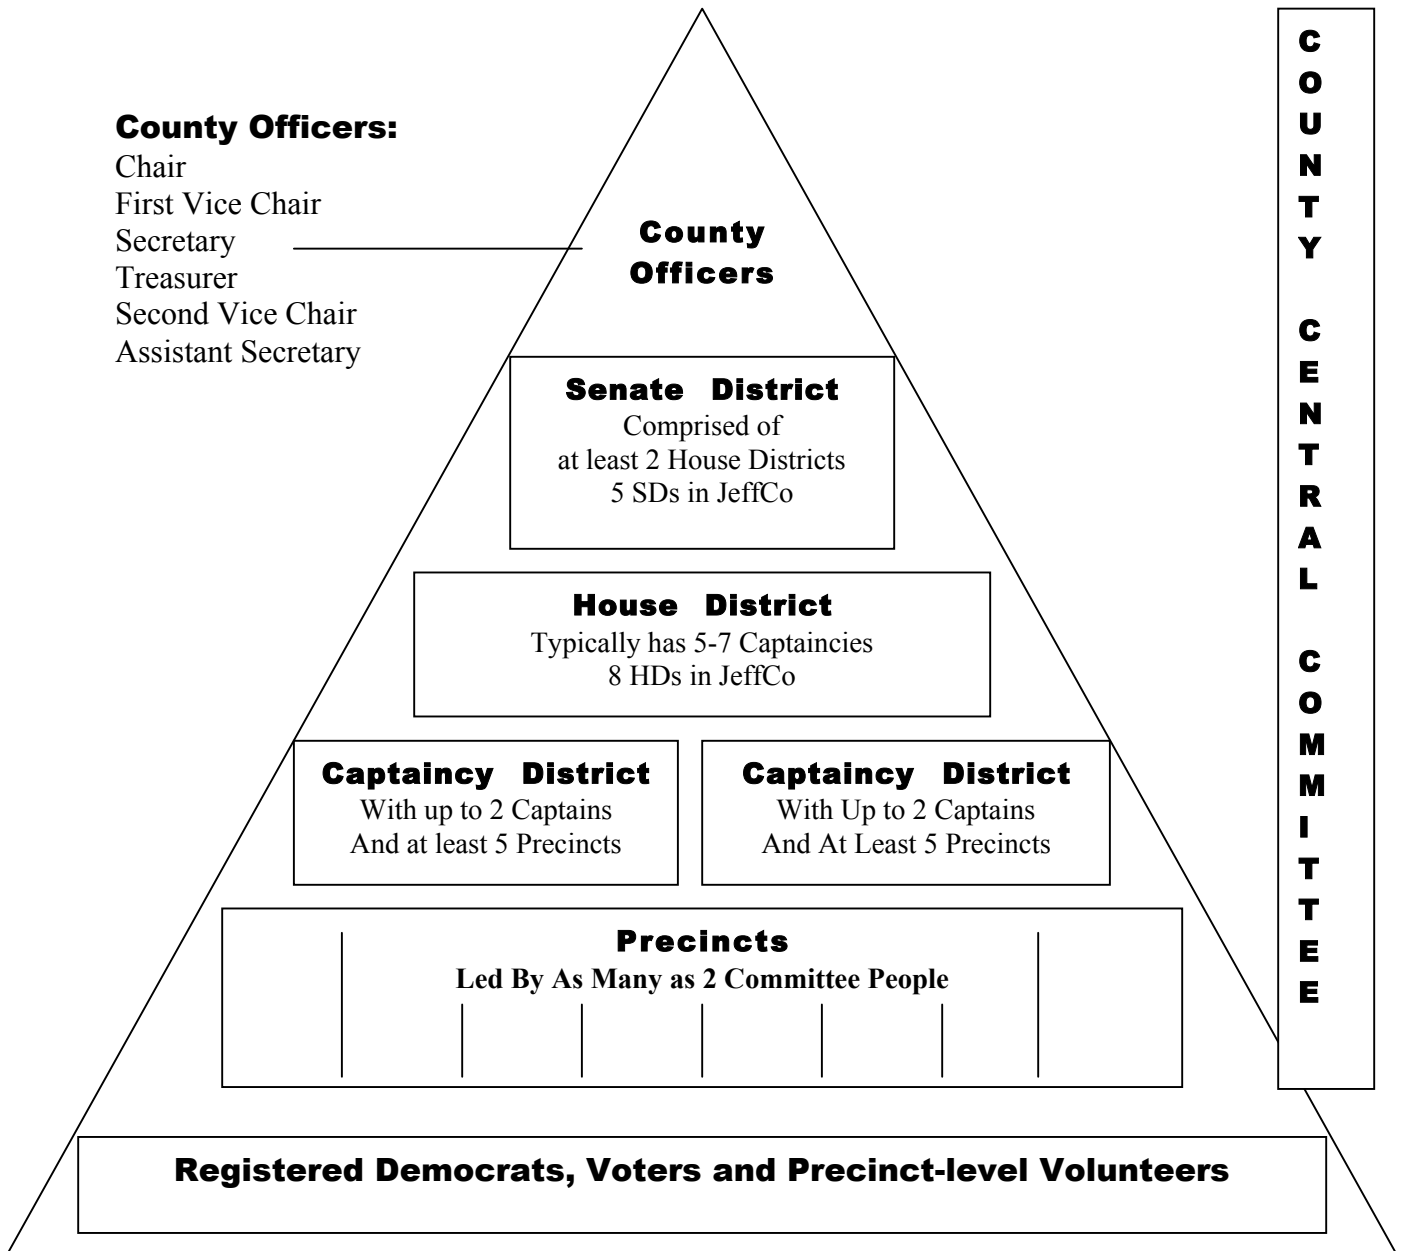 County Officers:
Chair
First Vice Chair
Secretary
Treasurer
Second Vice Chair
Assistant Secretary
County
Officers
Senate District
Comprised of
at least 2 House Districts
5 SDs in JeffCo
House District
Typically has 5-7 Captaincies
8 HDs in JeffCo
Captaincy District
With up to 2 Captains
And at least 5 Precincts
Captaincy District
With Up to 2 Captains
And At Least 5 Precincts
Precincts
Led By As Many as 2 Committee People
Registered Democrats, Voters and Precinct-level Volunteers
COUNTY CENTRAL COMMITTEE